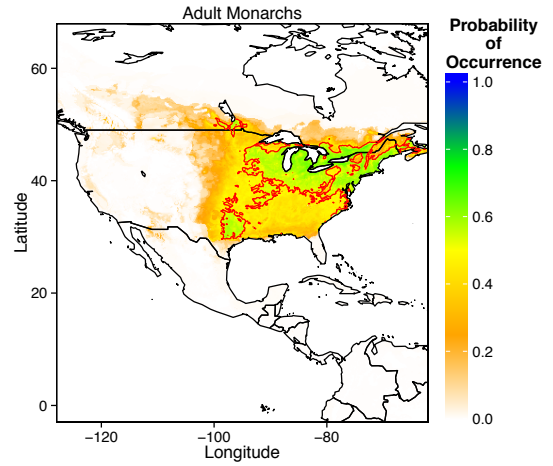 Adult Monarchs
Probability
of
Occurrence
1.0
0.8
0.6
0.4
0.2
0.0
60
40
20
0
Latitude
−120
−100
−80
Longitude